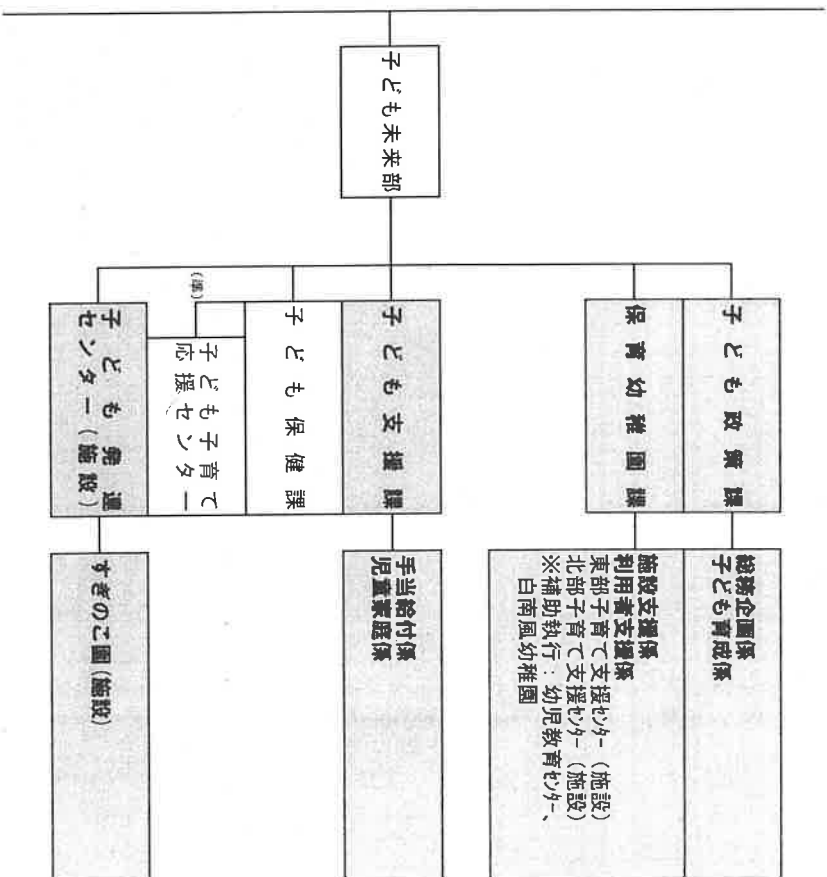 子ども未来部
子ども政策課
総務企画係
子ども育成係
保育幼稚園課
施設支援係
利用者支援係
東部子育て支援ｾﾝﾀｰ（施設）
北部子育て支援ｾﾝﾀｰ（施設）
※補助執行：幼児教育ｾﾝﾀｰ、
白南風幼稚園
子ども支援課
手当給付係
児童家庭係
子ども保健課
（準）
子ども子育て
応援センター
子ども発達
センター（施設）
すぎのこ園（施設）